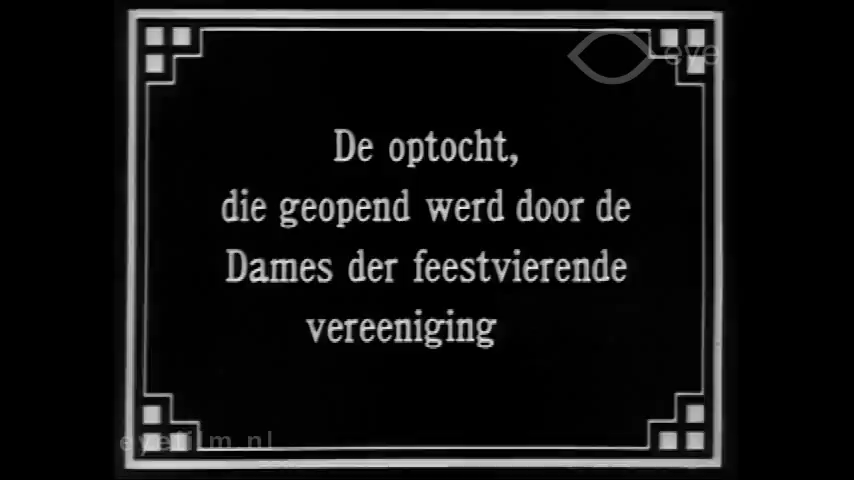 eye
De optocht,
die geopend werd door de
Dames der feestvierende
vereeniging
eyefilm.nl